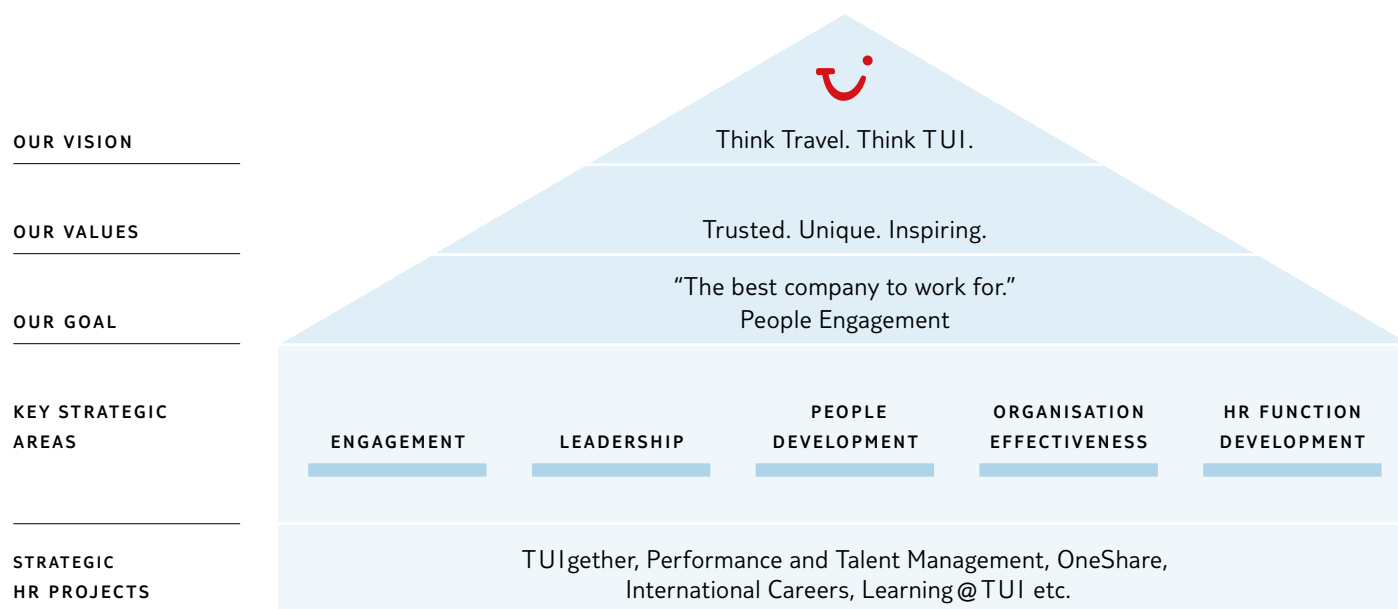 OUR VISION
Think Travel. Think TUI.
OUR VALUES
Trusted. Unique. Inspiring.
OUR GOAL
“The best company to work for.”
People Engagement
KEY STRATEGIC
AREAS
ENGAGEMENT
LEADERSHIP
PEOPLE
DEVELOPMENT
ORGANISATION
EFFECTIVENESS
HR FUNCTION
DEVELOPMENT
STRATEGIC
HR PROJECTS
TUIgether, Performance and Talent Management, OneShare,
International Careers, Learning@TUI etc.